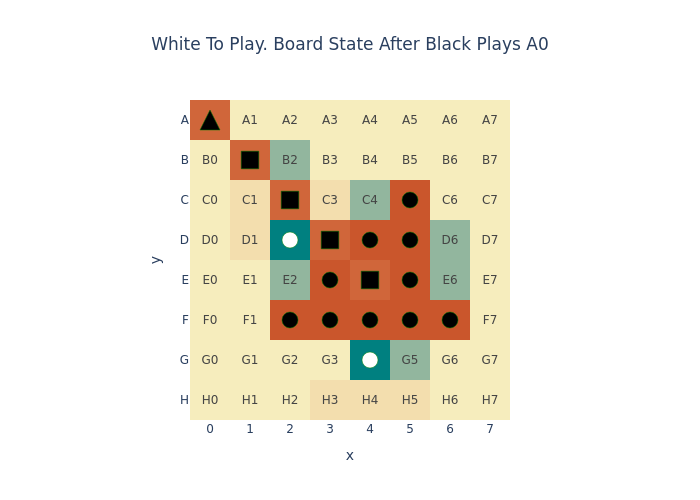 White To Play. Board State After Black Plays A0
A A1 A2 A3 A4 A5 A6 A7
B B0 B2 B3 B4 B5 B6 B7
C C0 C1 C3 C4 C6 C7
D D0 D1 D6 D7
y
E E0 E1 E2 E6 E7
F F0 F1 F7
G G0 G1 G2 G3 G5 G6 G7
H H0 H1 H2 H3 H4 H5 H6 H7
0 1 2 3 4 5 6 7
x